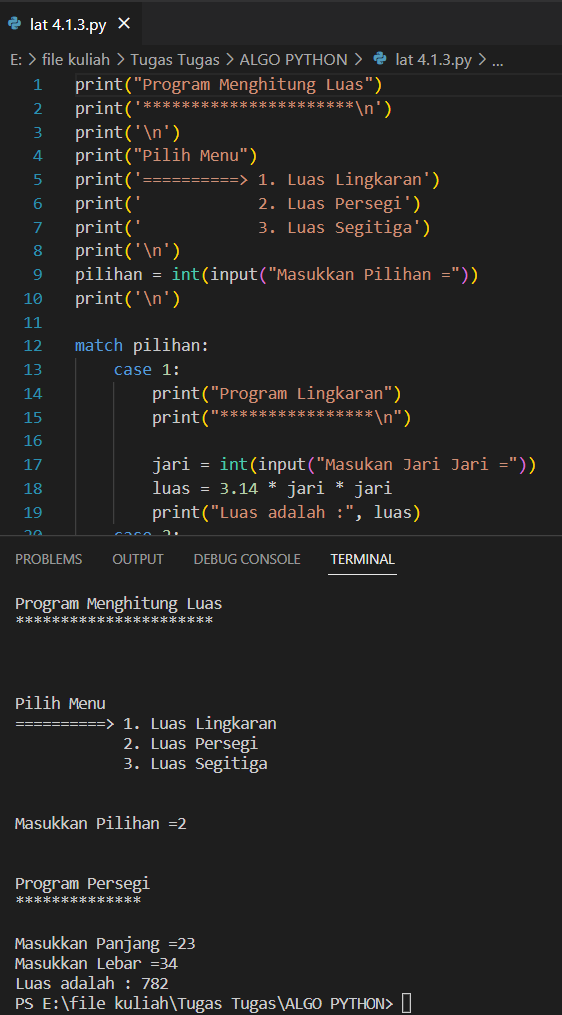 lat 4.1.3.py ×
E: > file kuliah > Tugas Tugas > ALGO PYTHON > lat 4.1.3.py > ...
1 print("Program Menghitung Luas")
2 print('**********************\n')
3 print('\n')
4 print("Pilih Menu")
5 print('==========> 1. Luas Lingkaran')
6 print('            2. Luas Persegi')
7 print('            3. Luas Segitiga')
8 print('\n')
9 pilihan = int(input("Masukkan Pilihan ="))
10 print('\n')
11
12 match pilihan:
13     case 1:
14         print("Program Lingkaran")
15         print("****************\n")
16
17         jari = int(input("Masukan Jari Jari ="))
18         luas = 3.14 * jari * jari
19         print("Luas adalah :", luas)
20     case 2:
PROBLEMS OUTPUT DEBUG CONSOLE TERMINAL
Program Menghitung Luas
**********************
Pilih Menu
==========> 1. Luas Lingkaran
            2. Luas Persegi
            3. Luas Segitiga
Masukkan Pilihan =2
Program Persegi
**************
Masukkan Panjang =23
Masukkan Lebar =34
Luas adalah : 782
PS E:\file kuliah\Tugas Tugas\ALGO PYTHON>